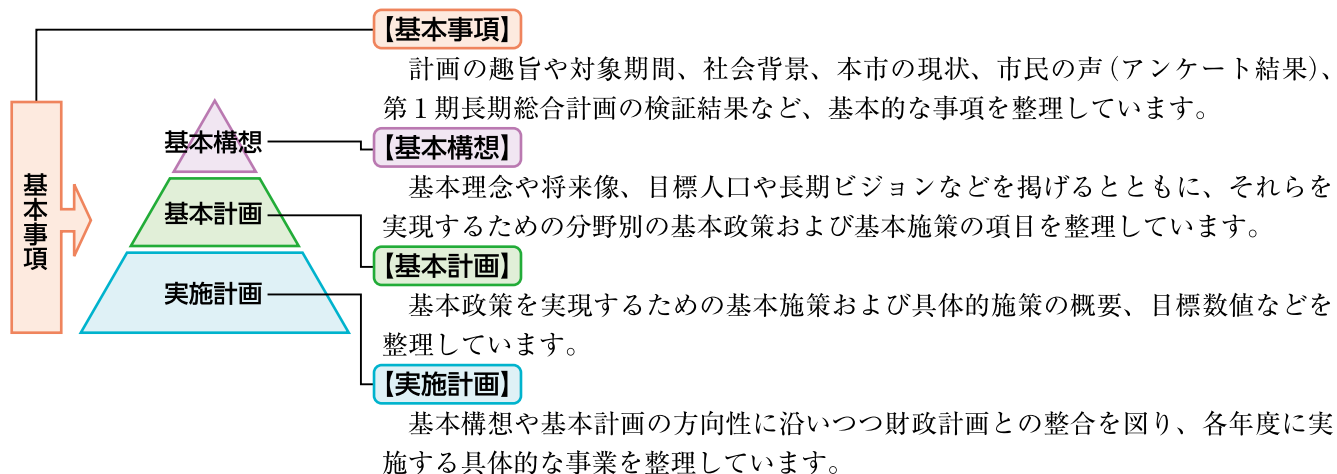 【基本事項】
計画の趣旨や対象期間、社会背景、本市の現状、市民の声（アンケート結果）、
第１期長期総合計画の検証結果など、基本的な事項を整理しています。
【基本構想】
基本理念や将来像、目標人口や長期ビジョンなどを掲げるとともに、それらを
実現するための分野別の基本政策および基本施策の項目を整理しています。
【基本計画】
基本政策を実現するための基本施策および具体的施策の概要、目標数値などを
整理しています。
【実施計画】
基本構想や基本計画の方向性に沿いつつ財政計画との整合を図り、各年度に実
施する具体的な事業を整理しています。
基本事項
基本構想
基本計画
実施計画